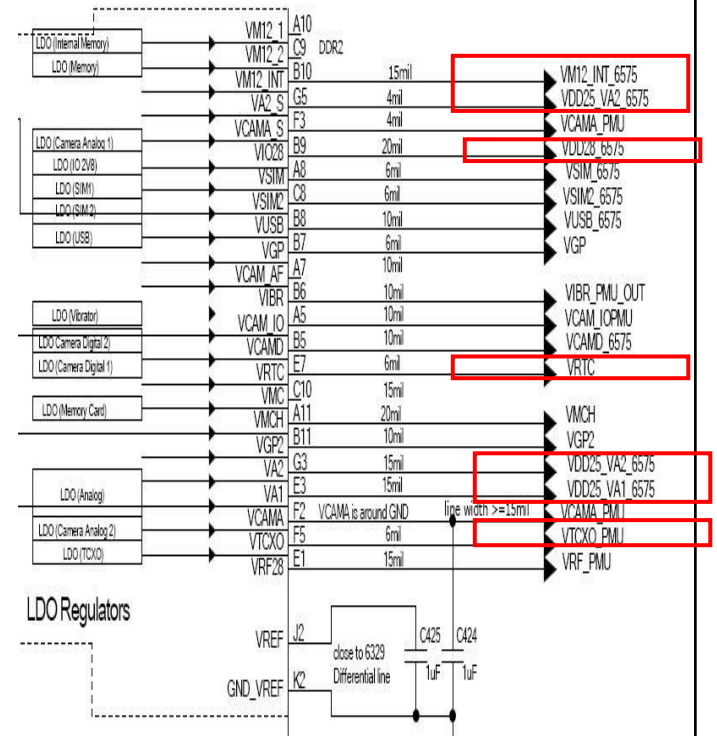 VM12_1 A10
LDO (Internal Memory) VM12_2 C9 DDR2
LDO (Memory) VM12_INT B10 15mil VM12_INT_6575
VA2_S G5 4mil VDD25_VA2_6575
VCAMA_S F3 4mil VCAMA_PMU
LDO (Camera Analog 1) VIO28 B9 20mil VDD28_6575
LDO (IO 2V8) VSIM A8 6mil VSIM_6575
LDO (SIM1) VSIM2 C8 6mil VSIM2_6575
LDO (SIM 2) VUSB B8 10mil VUSB_6575
LDO (USB) VGP B7 6mil VGP
VCAM_AF A7 10mil
VIBR B6 10mil VIBR_PMU_OUT
LDO (Vibrator) VCAM_IO A5 10mil VCAM_IOPMU
LDO Camera Digital 2) VCAMD B5 10mil VCAMD_6575
LDO (Camera Digital 1) VRTC E7 6mil VRTC
VMC C10 15mil
LDO (Memory Card) VMCH A11 20mil VMCH
VGP2 B11 10mil VGP2
VA2 G3 15mil VDD25_VA2_6575
LDO (Analog) VA1 E3 15mil VDD25_VA1_6575
VCAMA F2 VCAMA is around GND line width >=15mil VCAMA_PMU
LDO (Camera Analog 2) VTCXO F5 6mil VTCXO_PMU
LDO (TCXO) VRF28 E1 15mil VRF_PMU
LDO Regulators
VREF J2 close to 6329 C425 C424
Differential line 1uF 1uF
GND_VREF K2